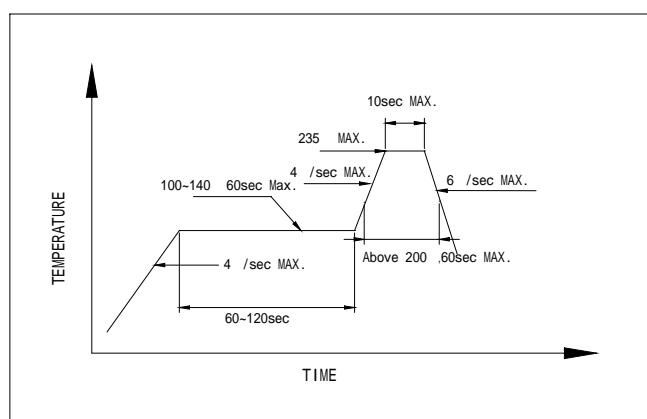 10sec MAX.
235 MAX.
4 /sec MAX.
100~140 60sec Max.
6 /sec MAX.
TEMPERATURE
Above 200 ,60sec MAX.
4 /sec MAX.
60~120sec
TIME